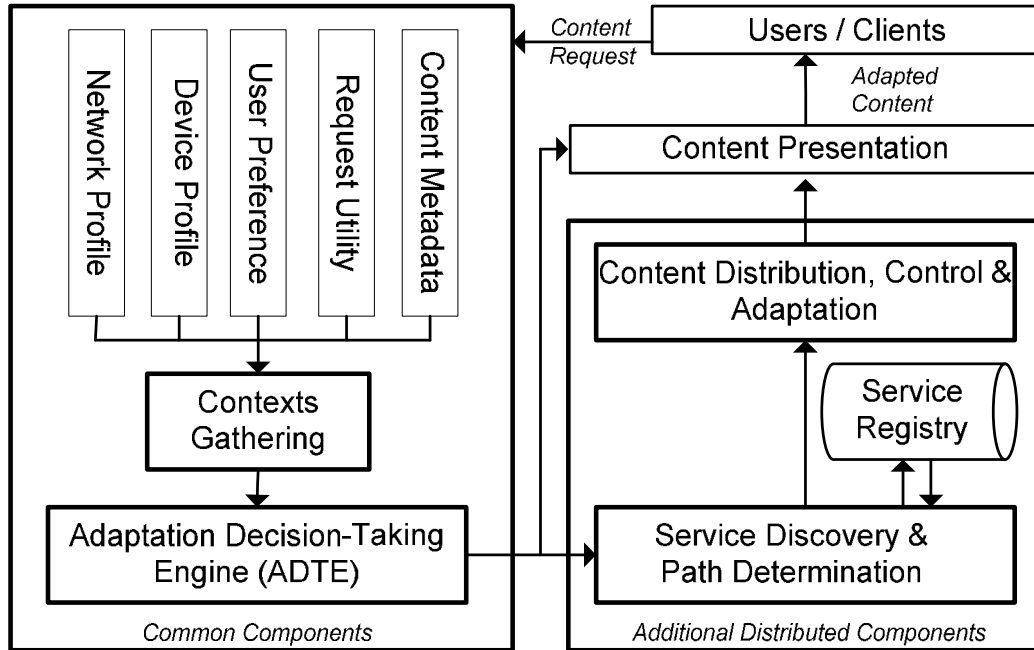 Network Profile
Device Profile
User Preference
Request Utility
Content Metadata
Contexts
Gathering
Adaptation Decision-Taking
Engine (ADTE)
Common Components
Content
Request
Users / Clients
Adapted
Content
Content Presentation
Content Distribution, Control &
Adaptation
Service
Registry
Service Discovery &
Path Determination
Additional Distributed Components